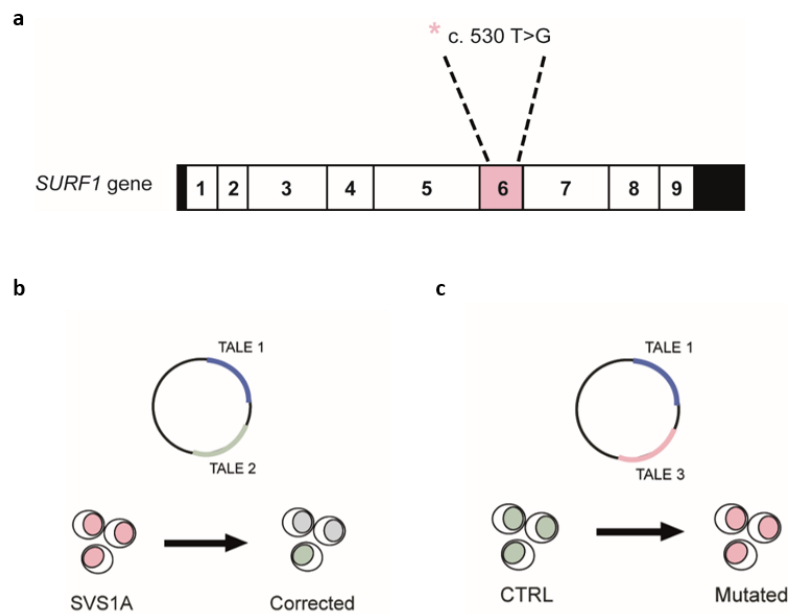 a
* c. 530 T>G
SURF1 gene
1 2 3 4 5 6 7 8 9
b
TALE 1
TALE 2
SVS1A
Corrected
c
TALE 1
TALE 3
CTRL
Mutated